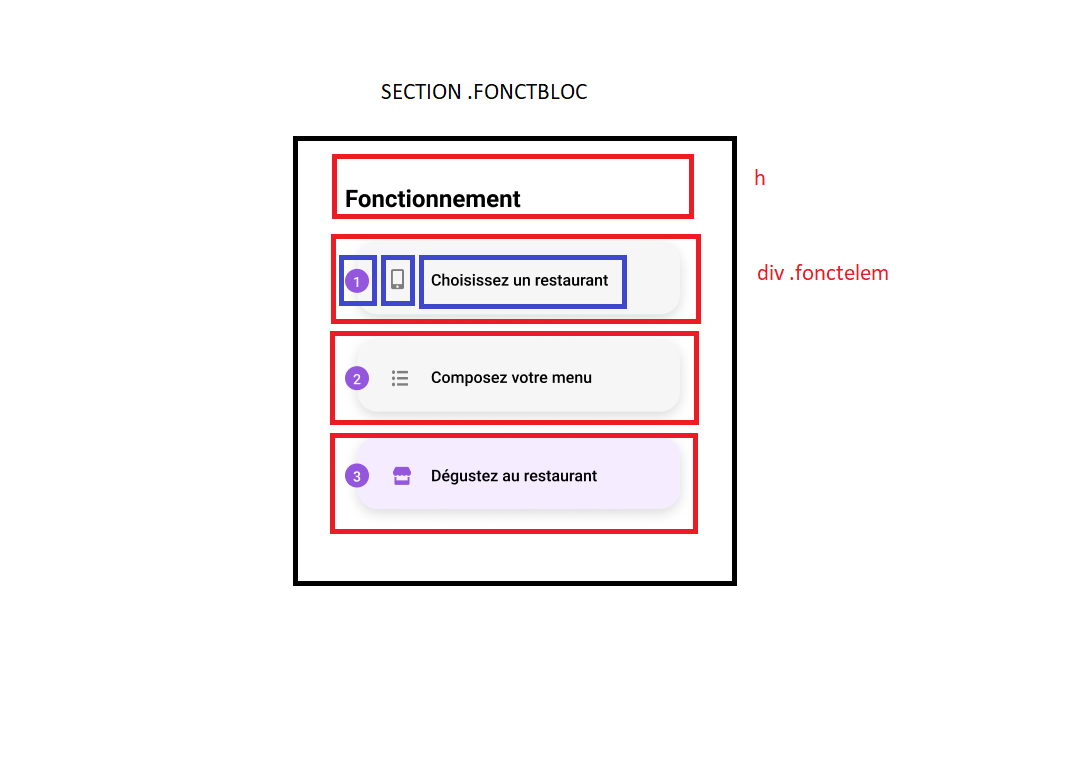 SECTION .FONCTBLOC
h
Fonctionnement
div .fonctelem
1 Choisissez un restaurant
2 Composez votre menu
3 Dégustez au restaurant